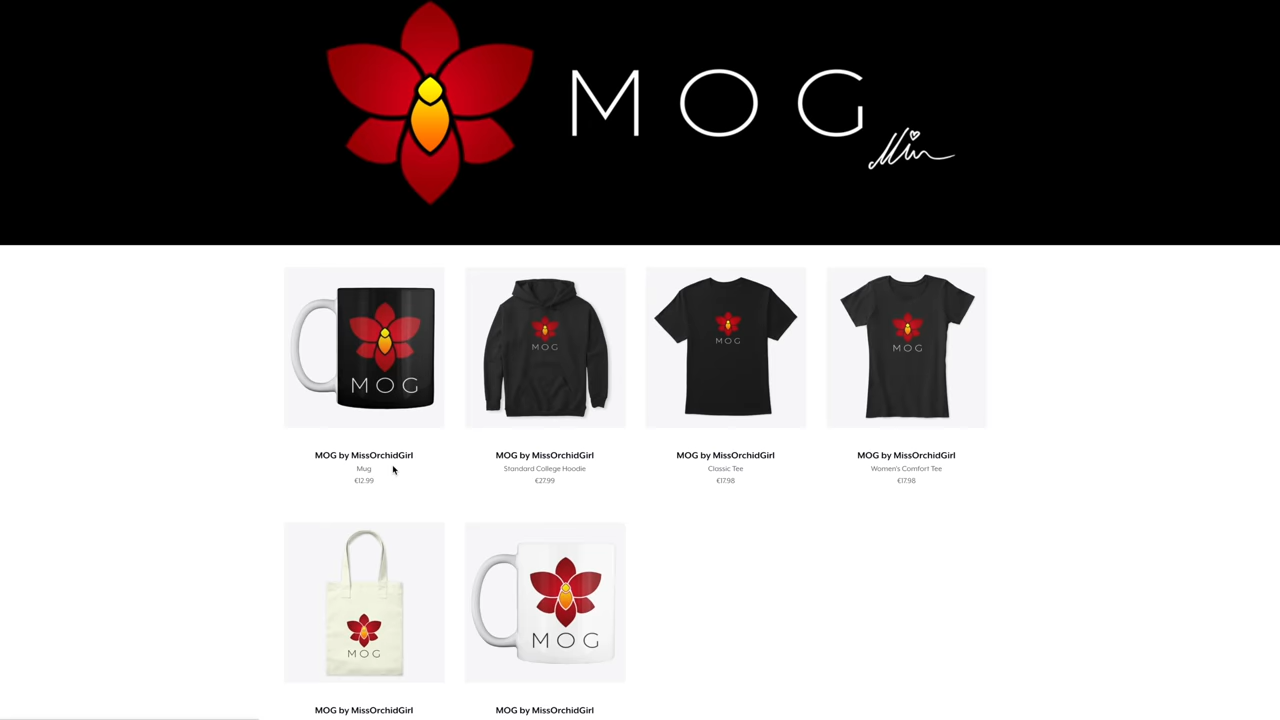 MOG
MOG
MOG
MOG
MOG
MOG by MissOrchidGirl
Mug
€12.99
MOG by MissOrchidGirl
Standard College Hoodie
€27.99
MOG by MissOrchidGirl
Classic Tee
€17.98
MOG by MissOrchidGirl
Women's Comfort Tee
€17.98
MOG
MOG
MOG by MissOrchidGirl
MOG by MissOrchidGirl